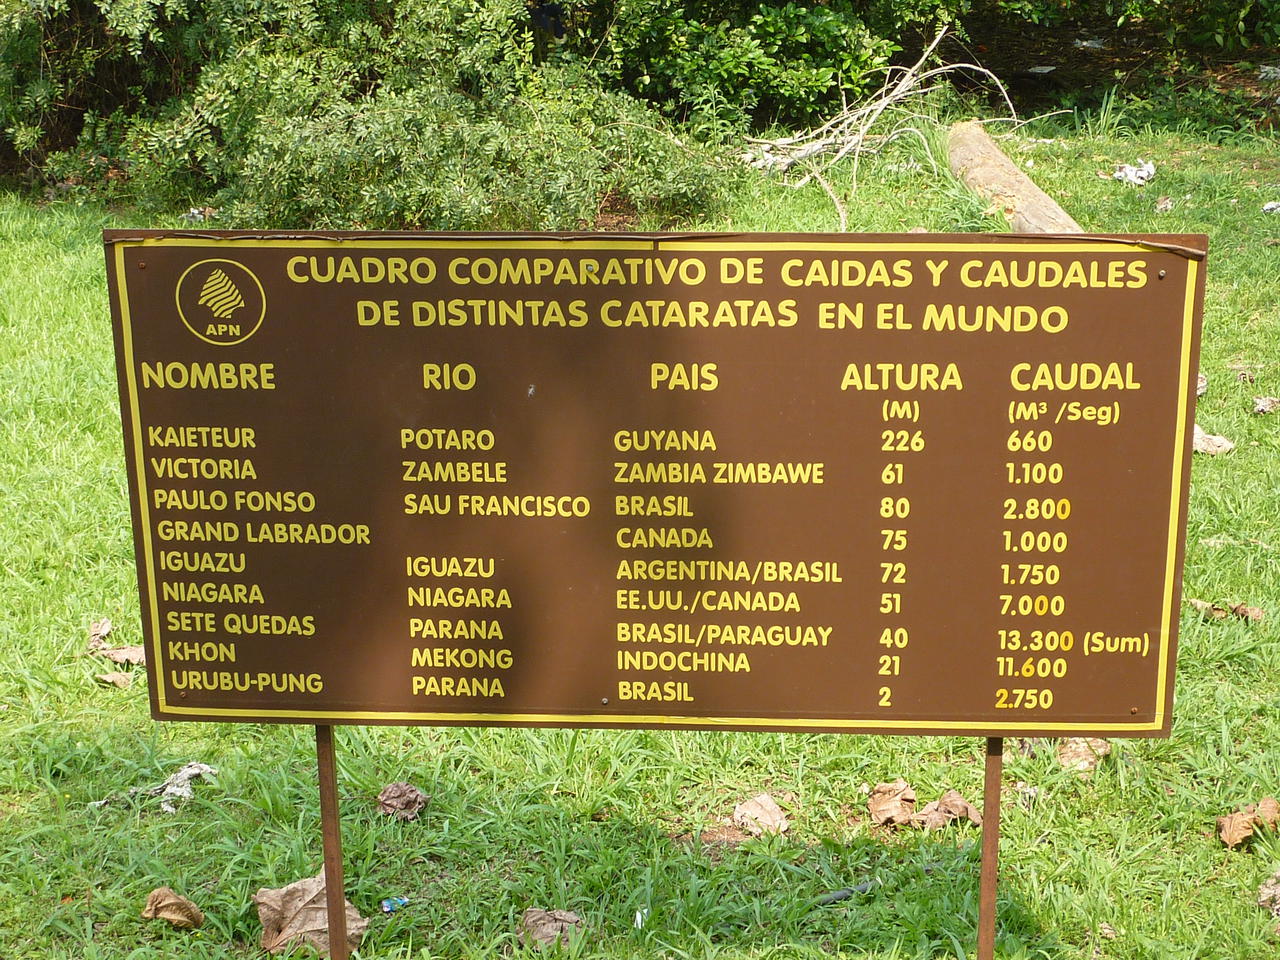 APN
CUADRO COMPARATIVO DE CAIDAS Y CAUDALES
DE DISTINTAS CATARATAS EN EL MUNDO
NOMBRE RIO PAIS ALTURA CAUDAL
(M) (M³ /Seg)
KAIETEUR POTARO GUYANA 226 660
VICTORIA ZAMBELE ZAMBIA ZIMBAWE 61 1.100
PAULO FONSO SAU FRANCISCO BRASIL 80 2.800
GRAND LABRADOR CANADA 75 1.000
IGUAZU IGUAZU ARGENTINA/BRASIL 72 1.750
NIAGARA NIAGARA EE.UU./CANADA 51 7.000
SETE QUEDAS PARANA BRASIL/PARAGUAY 40 13.300 (Sum)
KHON MEKONG INDOCHINA 21 11.600
URUBU-PUNG PARANA BRASIL 2 2.750